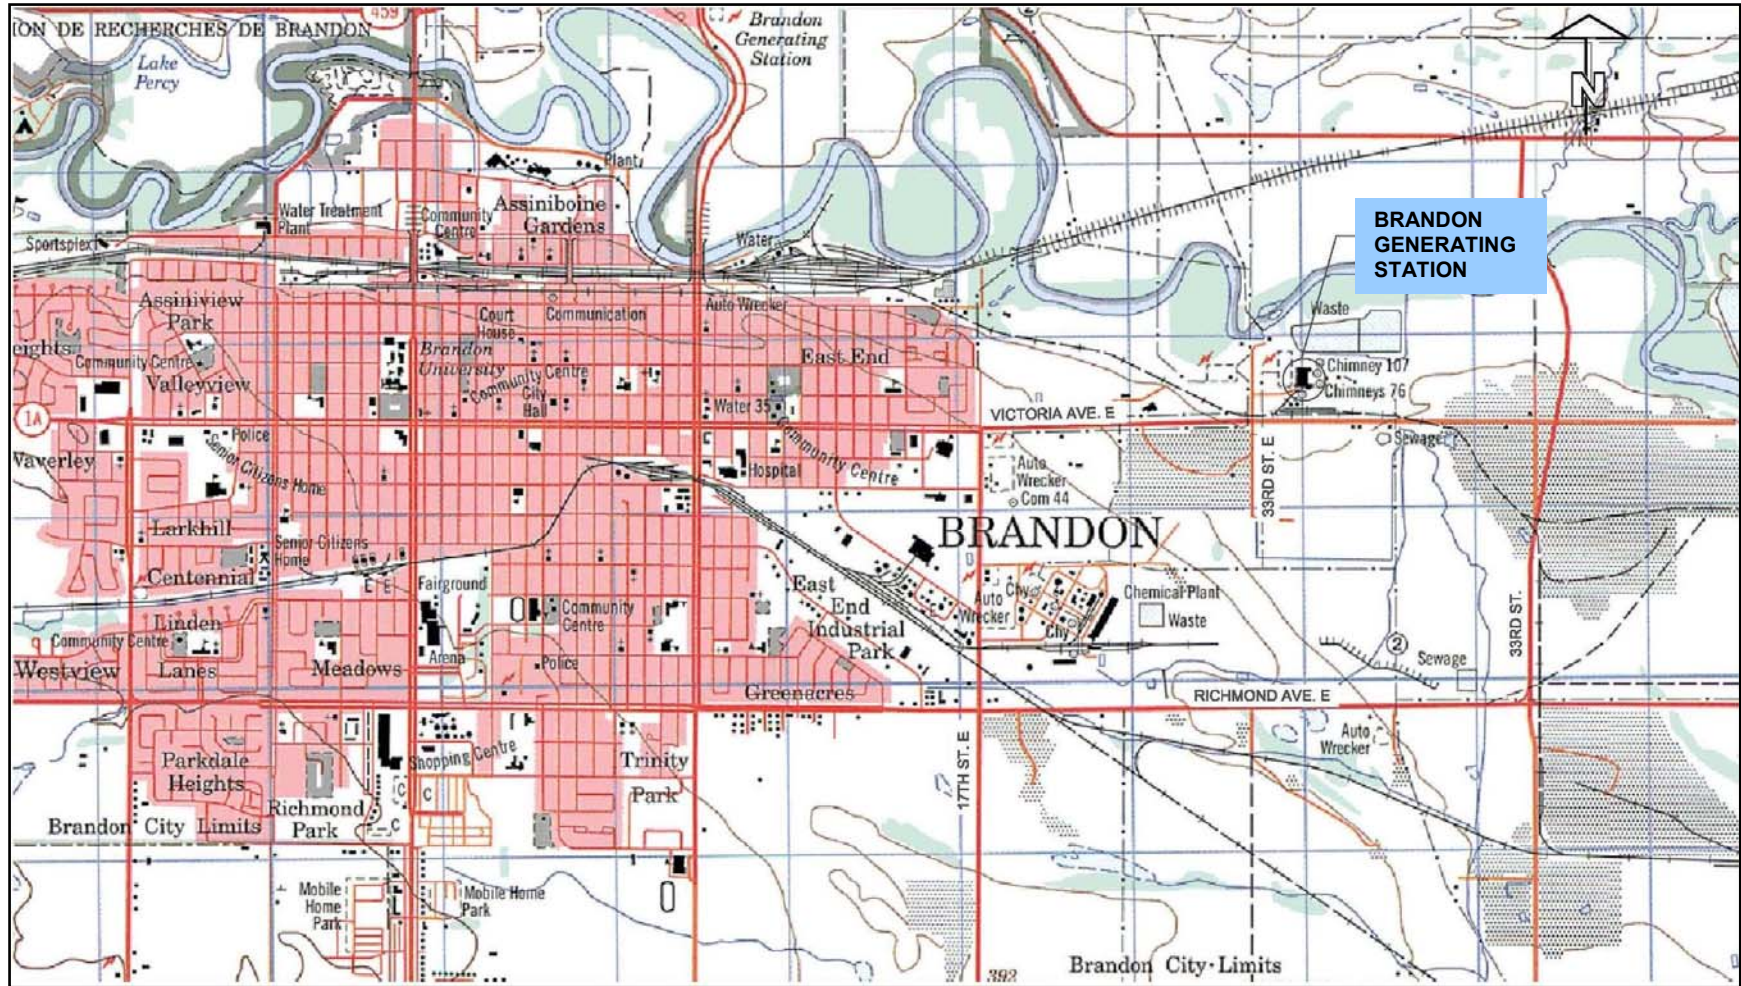 ION DE RECHERCHES DE BRANDON
459
2
Brandon
Generating
Station
Lake
Percy
N
Plant
Assiniboine
Gardens
Water Treatment
Plant
Community
Centre
Sportsplex
Water
BRANDON
GENERATING
STATION
Assiniview
Park
Court
House
Communication
Auto Wrecker
Waste
eights
Community Centre
Valleyview
Brandon
University
Community Centre
City
Hall
East End
Chimney 107
Chimneys 76
Water 35
VICTORIA AVE. E
1A
Police
Community Centre
Sewage
Waverley
Senior Citizens Home
Hospital
Auto
Wrecker
Com 44
33RD ST. E
Larkhill
BRANDON
Senior Citizens
Home
Centennial
E E
Fairground
East
End
Industrial
Park
Auto
Wrecker
Chy
Chy
Chemical Plant
Waste
Linden
Lanes
Community Centre
Community
Centre
33RD ST.
2
Sewage
Westview
Meadows
Arena
Police
Greenacres
L
RICHMOND AVE. E
Auto
Wrecker
Parkdale
Heights
Shopping Centre
Trinity
Park
17TH ST. E
C
C
C
Richmond
Park
Brandon City Limits
Mobile
Home
Park
Mobile Home
Park
392
Brandon City Limits